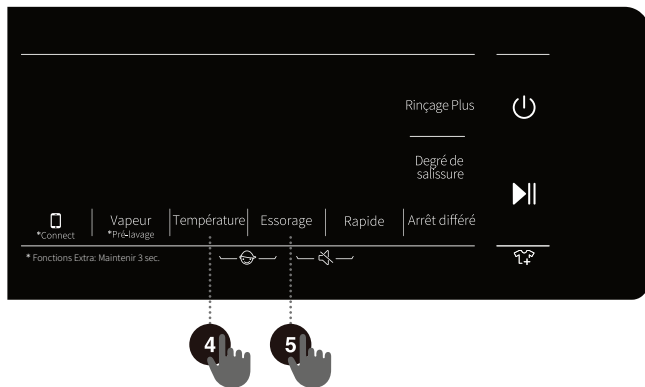 Rinçage Plus
Degré de
salissure
Vapeur Température Essorage Rapide Arrêt différé
*Connect *Pré-lavage
* Fonctions Extra: Maintenir 3 sec.
4 5